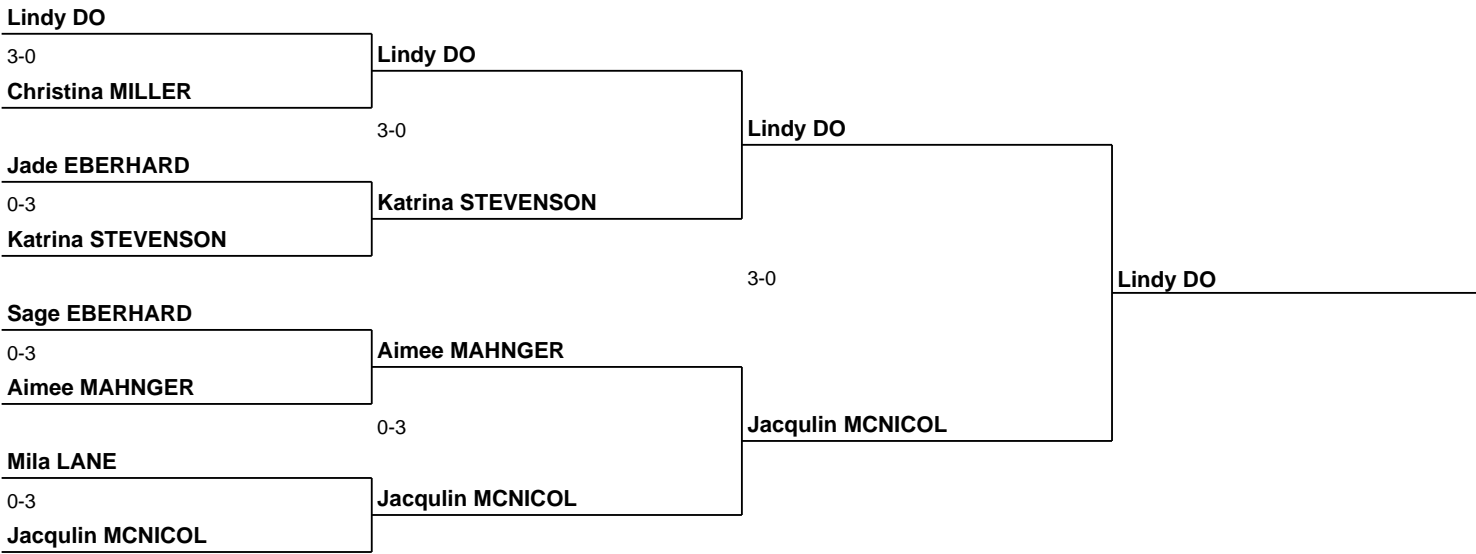 Lindy DO
3-0
Lindy DO
Christina MILLER
3-0
Lindy DO
Jade EBERHARD
0-3
Katrina STEVENSON
Katrina STEVENSON
3-0
Lindy DO
Sage EBERHARD
0-3
Aimee MAHNGER
Aimee MAHNGER
0-3
Jacqulin MCNICOL
Mila LANE
0-3
Jacqulin MCNICOL
Jacqulin MCNICOL